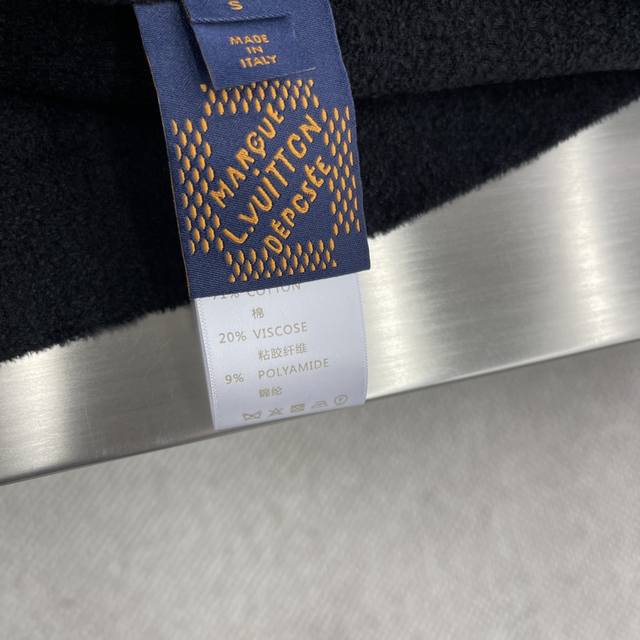 S
MADE
IN
ITALY
MARQUE
L.VUITTON
DÉPOSÉE
COTTON
棉
20% VISCOSE
粘胶纤维
9% POLYAMIDE
锦纶